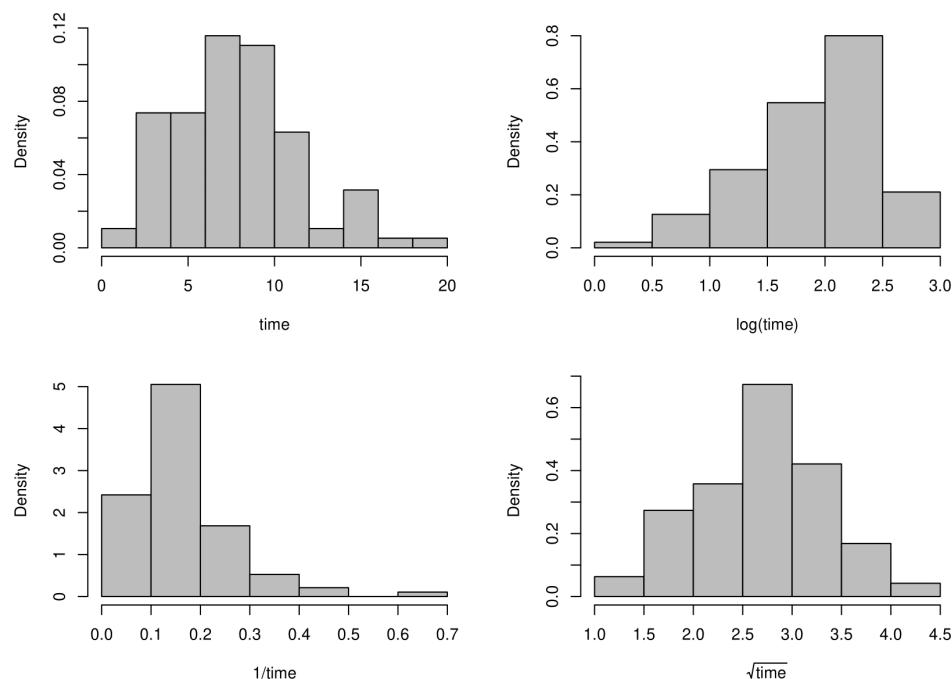 Density
0.00 0.04 0.08 0.12
0 5 10 15 20
time
Density
0.0 0.2 0.4 0.6 0.8
0.0 0.5 1.0 1.5 2.0 2.5 3.0
log(time)
Density
0 1 2 3 4 5
0.0 0.1 0.2 0.3 0.4 0.5 0.6 0.7
1/time
Density
0.0 0.2 0.4 0.6
1.0 1.5 2.0 2.5 3.0 3.5 4.0 4.5
√time